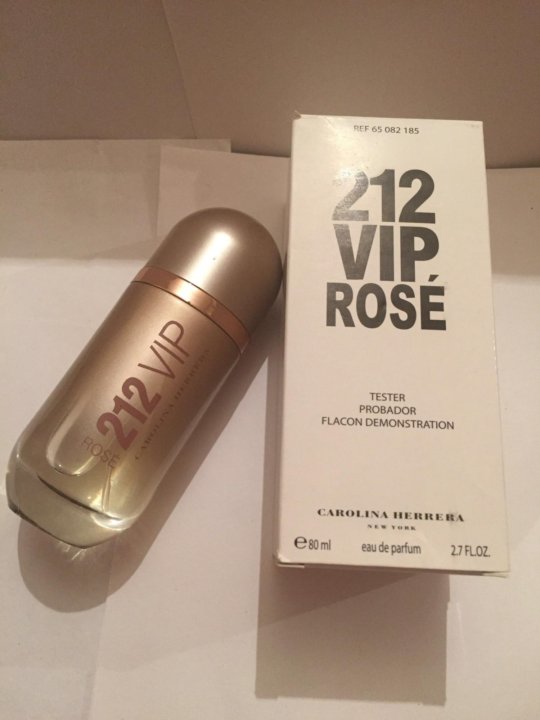 REF 65 082 185
212
VIP
ROSÉ
TESTER
PROBADOR
FLACON DEMONSTRATION
CAROLINA HERRERA
NEW YORK
e 80 ml eau de parfum 2.7 FL.OZ.
212 VIP
ROSÉ
CAROLINA HERRERA